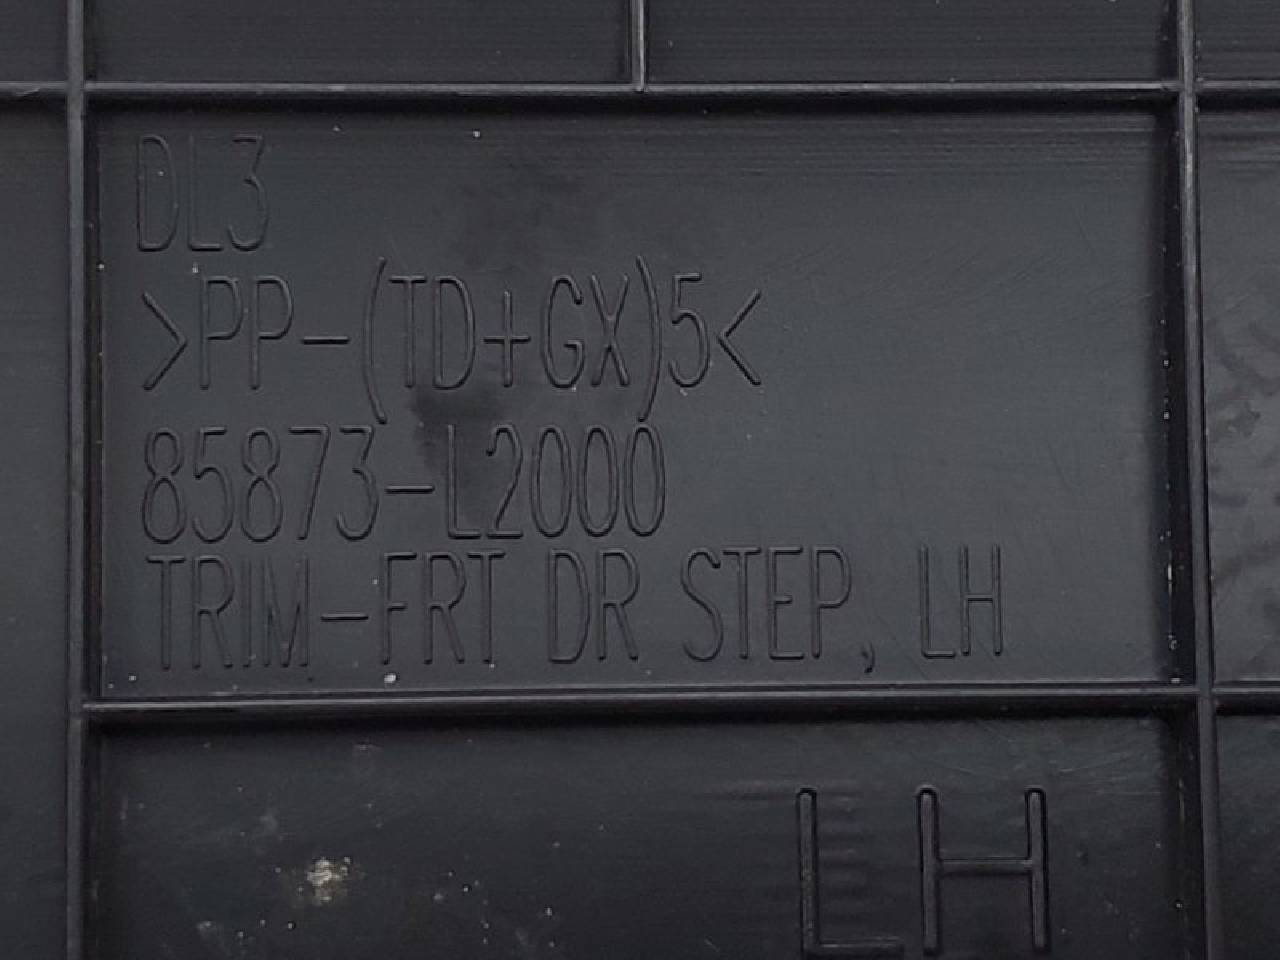 DL3
>PP-(TD+GX)5<
85873-L2000
TRIM-FRT DR STEP, LH
LH